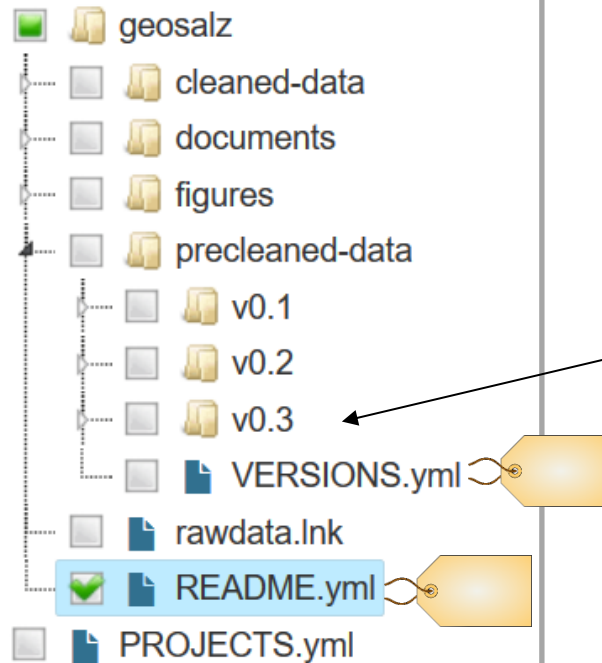 geosalz
cleaned-data
documents
figures
precleaned-data
v0.1
v0.2
v0.3
VERSIONS.yml
rawdata.lnk
README.yml
PROJECTS.yml